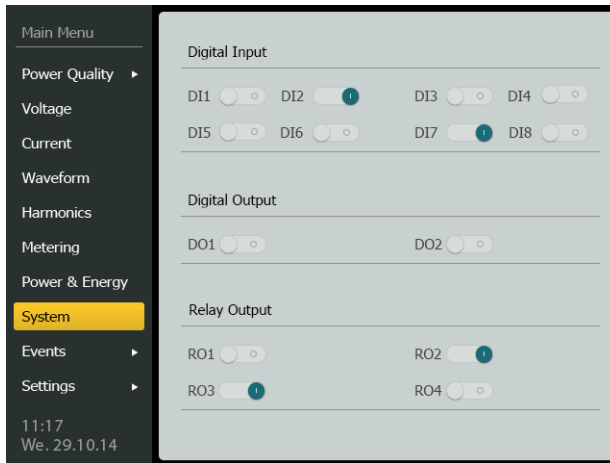 Main Menu
Power Quality
Voltage
Current
Waveform
Harmonics
Metering
Power & Energy
System
Events
Settings
11:17
We. 29.10.14
Digital Input
DI1 DI2 DI3 DI4
DI5 DI6 DI7 DI8
Digital Output
DO1 DO2
Relay Output
RO1 RO2
RO3 RO4